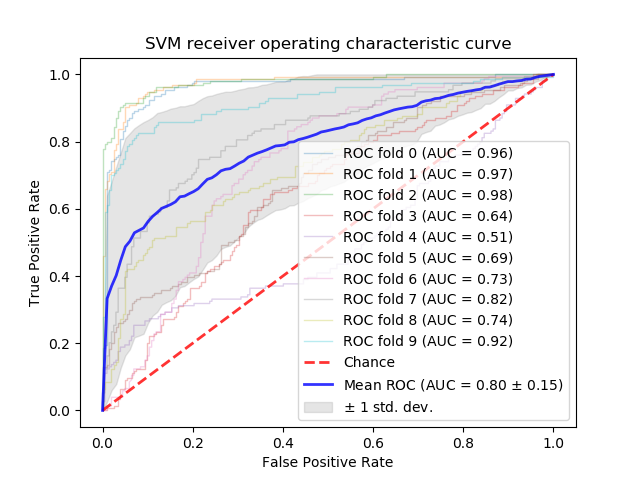 SVM receiver operating characteristic curve
True Positive Rate
1.0
0.8
0.6
0.4
0.2
0.0
ROC fold 0 (AUC = 0.96)
ROC fold 1 (AUC = 0.97)
ROC fold 2 (AUC = 0.98)
ROC fold 3 (AUC = 0.64)
ROC fold 4 (AUC = 0.51)
ROC fold 5 (AUC = 0.69)
ROC fold 6 (AUC = 0.73)
ROC fold 7 (AUC = 0.82)
ROC fold 8 (AUC = 0.74)
ROC fold 9 (AUC = 0.92)
Chance
Mean ROC (AUC = 0.80 ± 0.15)
± 1 std. dev.
0.0 0.2 0.4 0.6 0.8 1.0
False Positive Rate